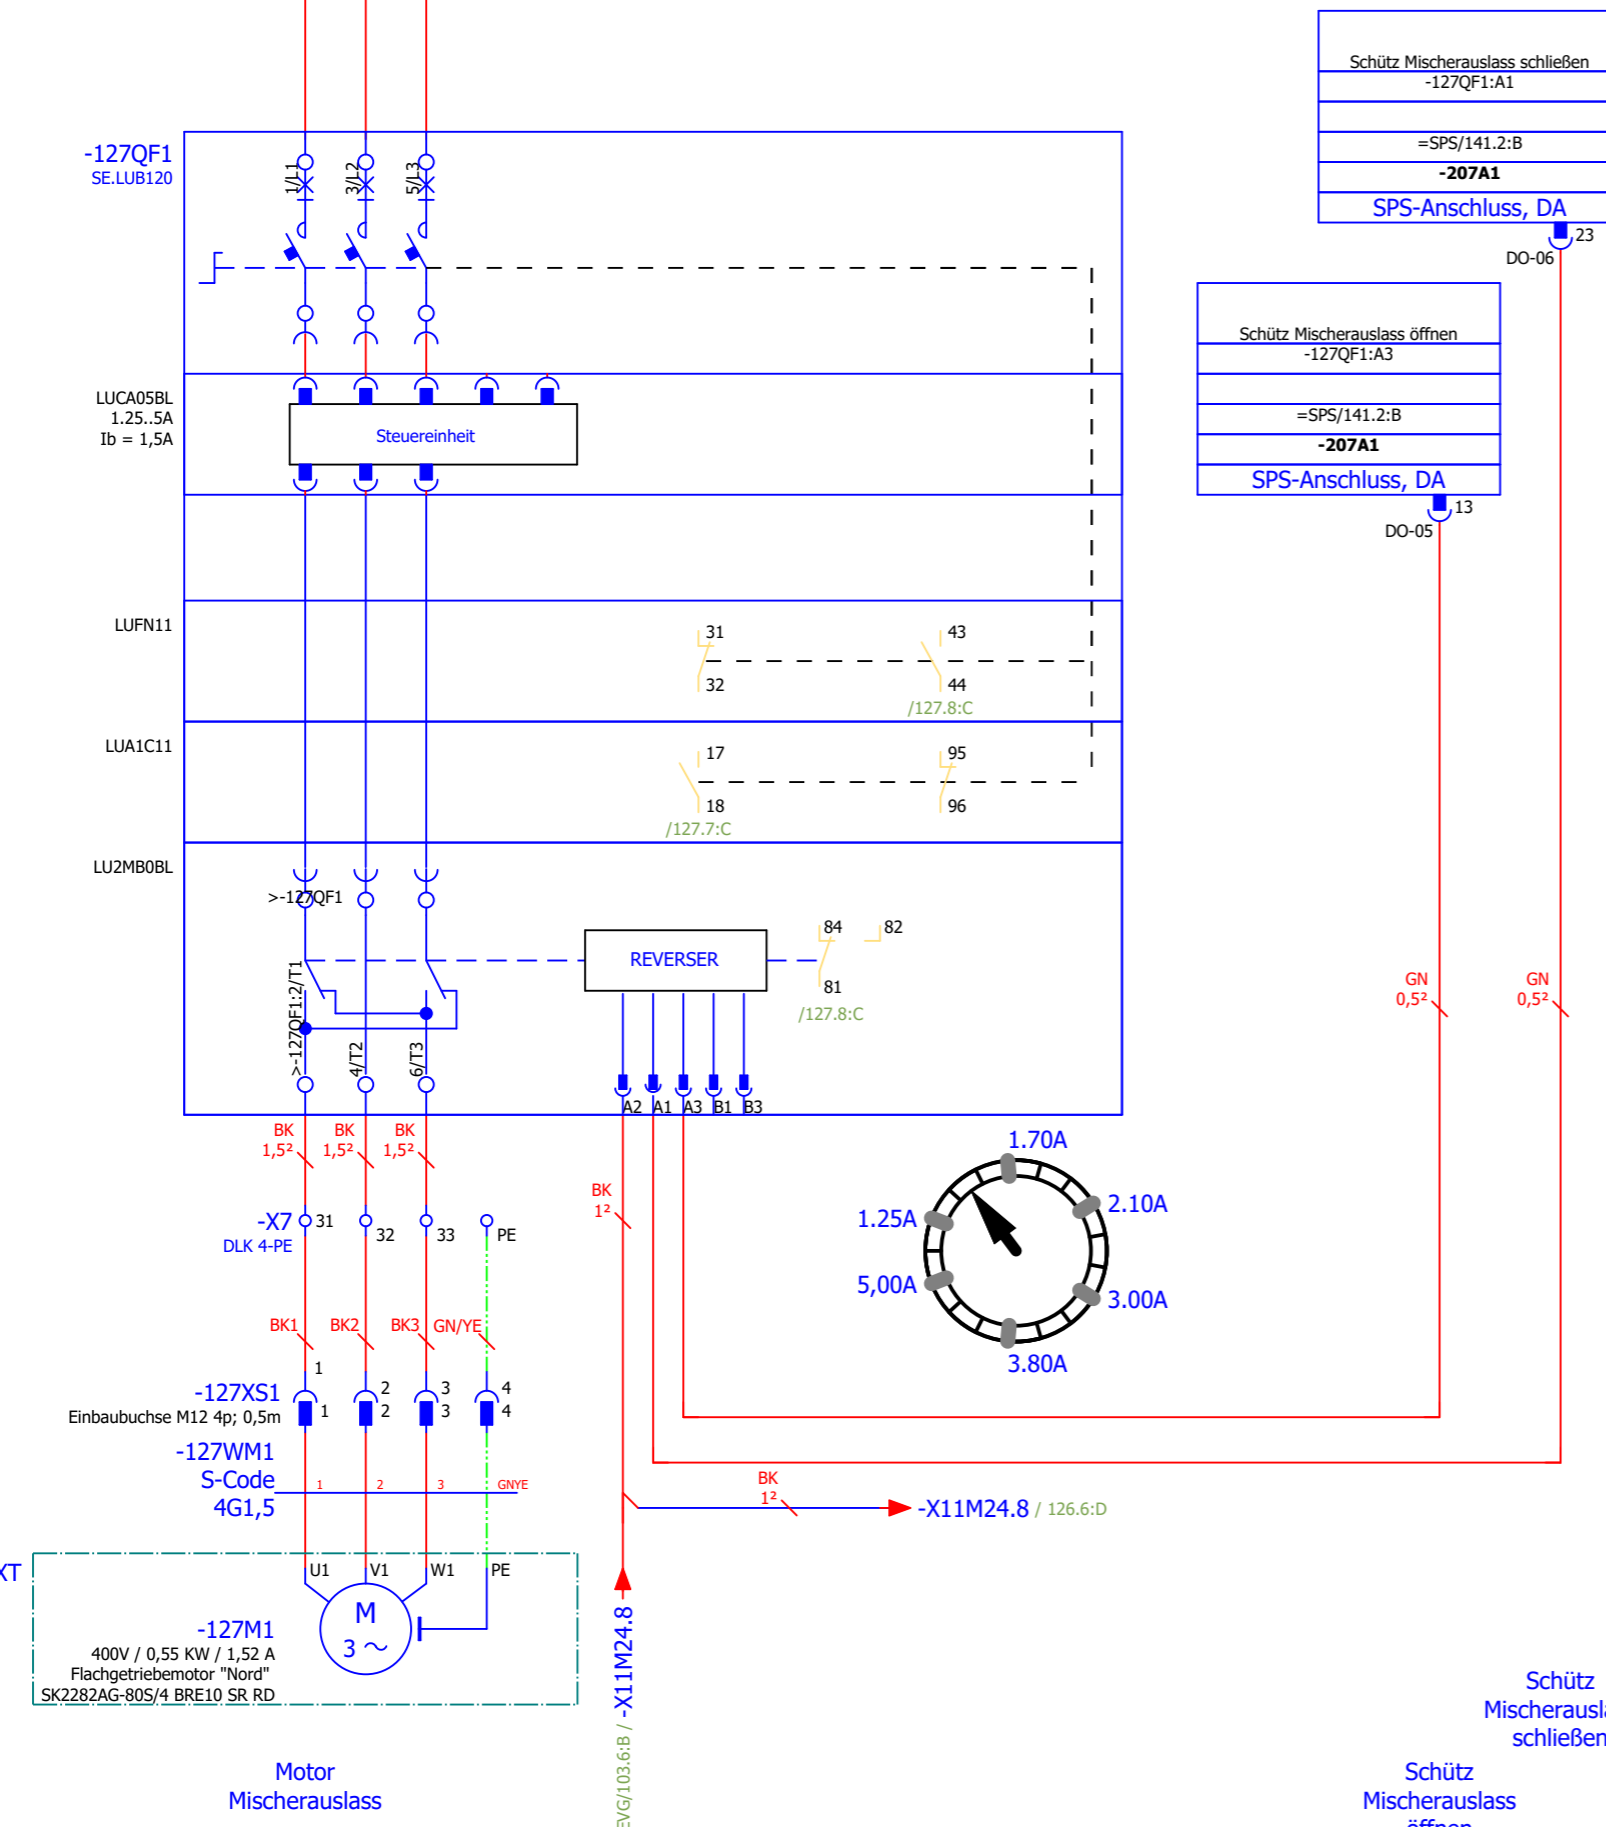 Schütz Mischerauslass schließen
-127QF1:A1
=SPS/141.2:B
-207A1
SPS-Anschluss, DA
23
DO-06
Schütz Mischerauslass öffnen
-127QF1:A3
=SPS/141.2:B
-207A1
SPS-Anschluss, DA
13
DO-05
-127QF1
SE.LUB120
1/L1
3/L2
5/L3
LUCA05BL
1.25..5A
Ib = 1,5A
Steuereinheit
LUFN11
31
32
43
44
/127.8:C
LUA1C11
17
18
/127.7:C
95
96
LU2MB0BL
>-127QF1
REVERSER
84
82
81
/127.8:C
>-127QF1:2/T1
4/T2
6/T3
A2
A1
A3
B1
B3
GN
0,5²
GN
0,5²
BK
1,5²
BK
1,5²
BK
1,5²
BK
1²
-X7
DLK 4-PE
31
32
33
PE
1.70A
2.10A
1.25A
5,00A
3.00A
3.80A
BK1
BK2
BK3
GN/YE
-127XS1
Einbaubuchse M12 4p; 0,5m
1
1
2
2
3
3
4
4
-127WM1
S-Code
4G1,5
1
2
3
GNYE
BK
1²
-X11M24.8 / 126.6:D
XT
U1
V1
W1
PE
M
3 ~
-127M1
400V / 0,55 KW / 1,52 A
Flachgetriebemotor "Nord"
SK2282AG-80S/4 BRE10 SR RD
EVG/103.6:B / -X11M24.8
Motor
Mischerauslass
Schütz
Mischerausla
schließen
Schütz
Mischerauslass
öffnen